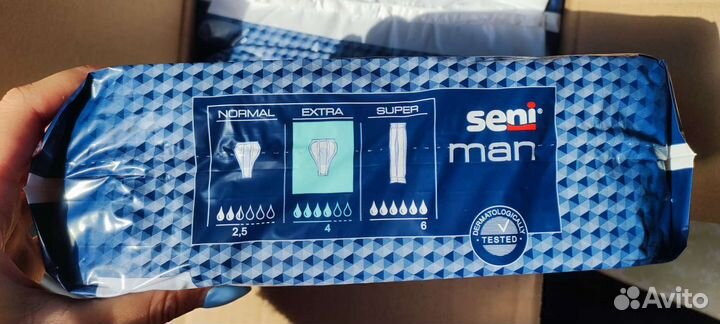 NORMAL EXTRA SUPER
2,5 4 6
seni
man
DERMATOLOGICALLY
TESTED
Avito